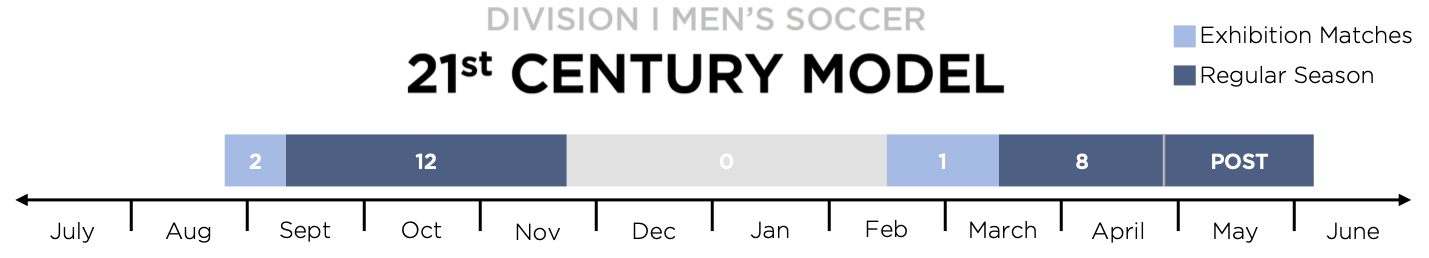 DIVISION I MEN'S SOCCER
21st CENTURY MODEL
Exhibition Matches
Regular Season
2 12 0 1 8 POST
July Aug Sept Oct Nov Dec Jan Feb March April May June